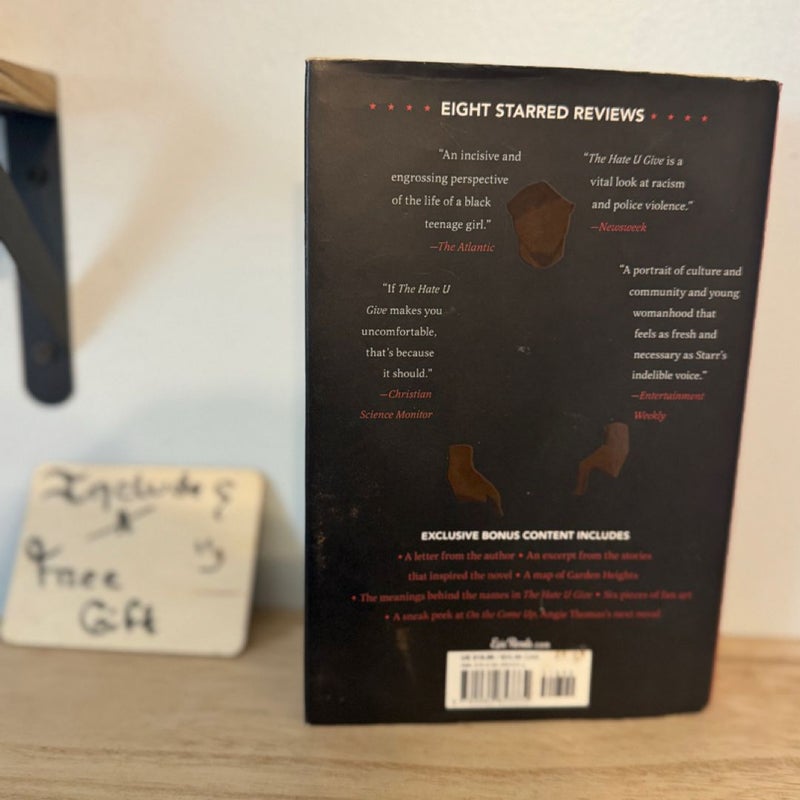 ★ ★ ★ ★ EIGHT STARRED REVIEWS ★ ★ ★ ★
"An incisive and
engrossing perspective
of the life of a black
teenage girl."
—The Atlantic
"The Hate U Give is a
vital look at racism
and police violence."
—Newsweek
"If The Hate U
Give makes you
uncomfortable,
that's because
it should."
—Christian
Science Monitor
"A portrait of culture and
community and young
womanhood that
feels as fresh and
necessary as Starr's
indelible voice."
—Entertainment
Weekly
EXCLUSIVE BONUS CONTENT INCLUDES
• A letter from the author • An excerpt from the stories
that inspired the novel • A map of Garden Heights
• The meanings behind the names in The Hate U Give • Six pieces of fan art
• A sneak peek at On the Come Up, Angie Thomas's next novel
Includes
A
Free
Gift